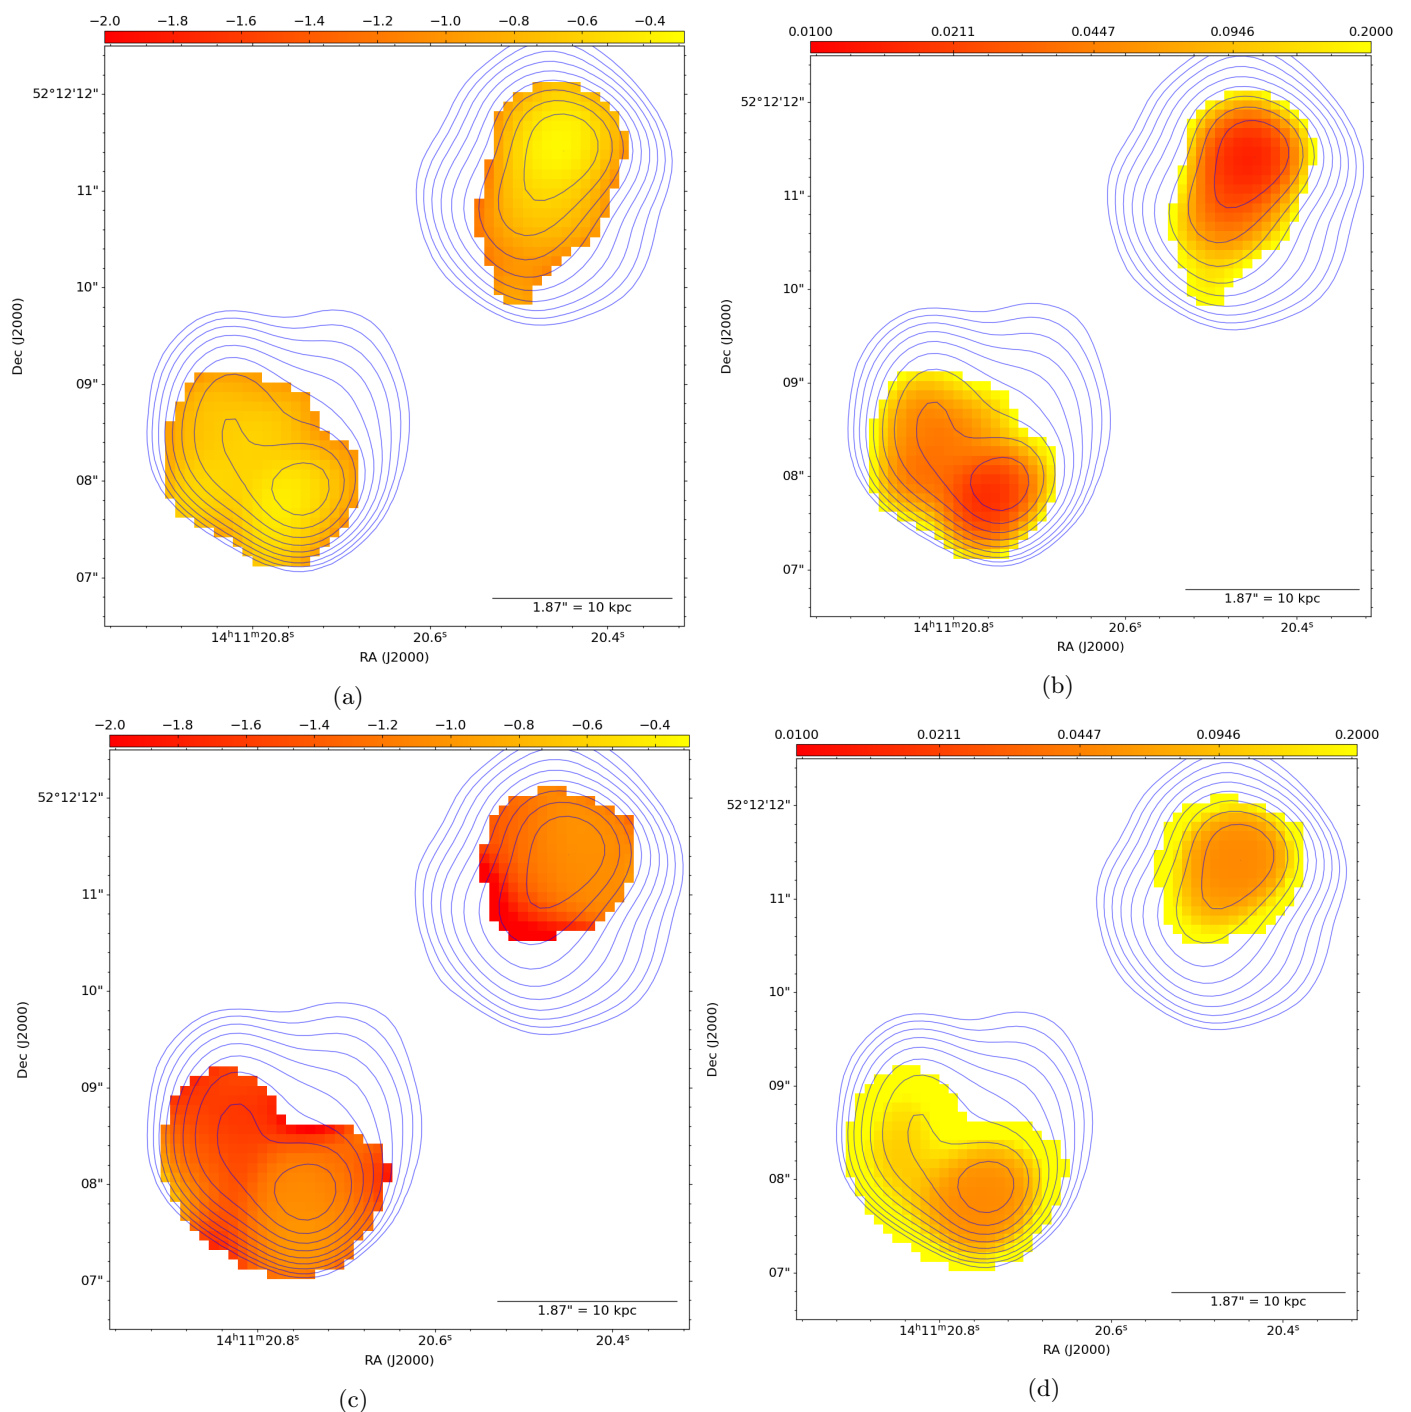 −2.0 −1.8 −1.6 −1.4 −1.2 −1.0 −0.8 −0.6 −0.4
52°12'12"
11"
10"
09"
08"
07"
Dec (J2000)
1.87" = 10 kpc
14ʰ11ᵐ20.8ˢ 20.6ˢ 20.4ˢ
RA (J2000)
(a)
0.0100 0.0211 0.0447 0.0946 0.2000
52°12'12"
11"
10"
09"
08"
07"
Dec (J2000)
1.87" = 10 kpc
14ʰ11ᵐ20.8ˢ 20.6ˢ 20.4ˢ
RA (J2000)
(b)
−2.0 −1.8 −1.6 −1.4 −1.2 −1.0 −0.8 −0.6 −0.4
52°12'12"
11"
10"
09"
08"
07"
Dec (J2000)
1.87" = 10 kpc
14ʰ11ᵐ20.8ˢ 20.6ˢ 20.4ˢ
RA (J2000)
(c)
0.0100 0.0211 0.0447 0.0946 0.2000
52°12'12"
11"
10"
09"
08"
07"
Dec (J2000)
1.87" = 10 kpc
14ʰ11ᵐ20.8ˢ 20.6ˢ 20.4ˢ
RA (J2000)
(d)